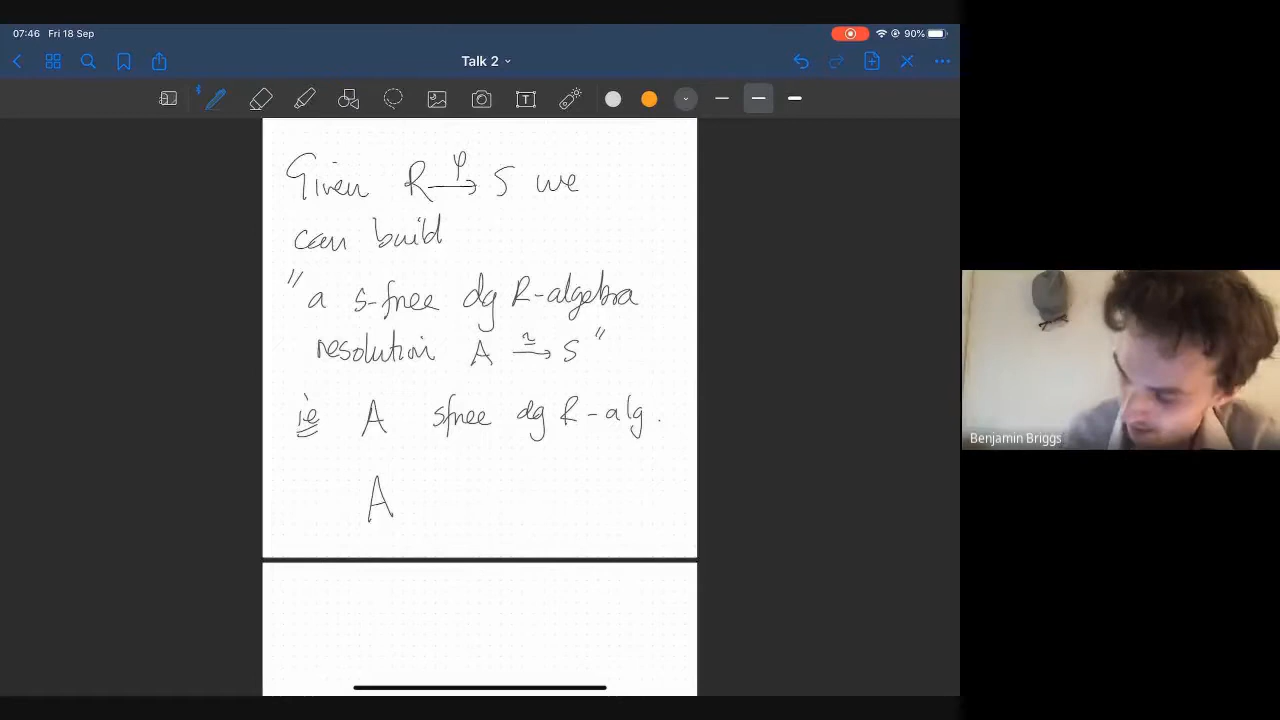 07:46 Fri 18 Sep
90%
Talk 2
Given R φ→ S we
can build
"a s-free dg R-algebra
resolution A ≃→ S"
ie A sfree dg R-alg.
A
Benjamin Briggs